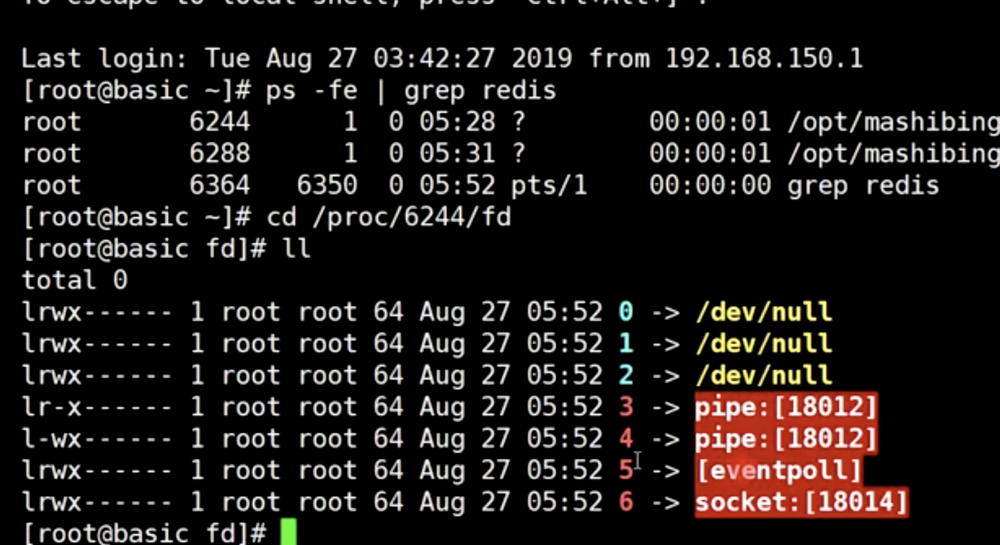 To escape to local shell, press 'Ctrl+Alt+]'.
Last login: Tue Aug 27 03:42:27 2019 from 192.168.150.1
[root@basic ~]# ps -fe | grep redis
root 6244 1 0 05:28 ? 00:00:01 /opt/mashibing
root 6288 1 0 05:31 ? 00:00:01 /opt/mashibing
root 6364 6350 0 05:52 pts/1 00:00:00 grep redis
[root@basic ~]# cd /proc/6244/fd
[root@basic fd]# ll
total 0
lrwx------ 1 root root 64 Aug 27 05:52 0 -> /dev/null
lrwx------ 1 root root 64 Aug 27 05:52 1 -> /dev/null
lrwx------ 1 root root 64 Aug 27 05:52 2 -> /dev/null
lr-x------ 1 root root 64 Aug 27 05:52 3 -> pipe:[18012]
l-wx------ 1 root root 64 Aug 27 05:52 4 -> pipe:[18012]
lrwx------ 1 root root 64 Aug 27 05:52 5 -> [eventpoll]
lrwx------ 1 root root 64 Aug 27 05:52 6 -> socket:[18014]
[root@basic fd]#